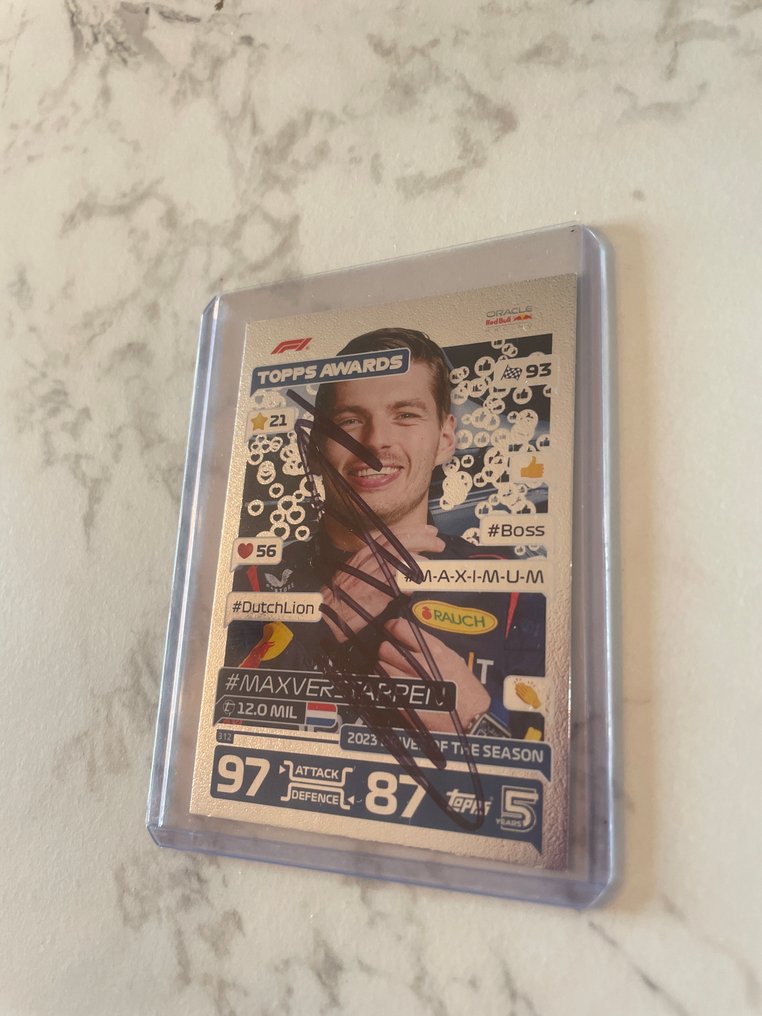 ORACLE
Red Bull
F1
TOPPS AWARDS
93
21
#Boss
56
#M-A-X-I-M-U-M
#DutchLion
RAUCH
#MAXVERSTAPPEN
12.0 MIL
312
2023 DRIVER OF THE SEASON
97 ATTACK
DEFENCE 87
Topps 5
YEARS